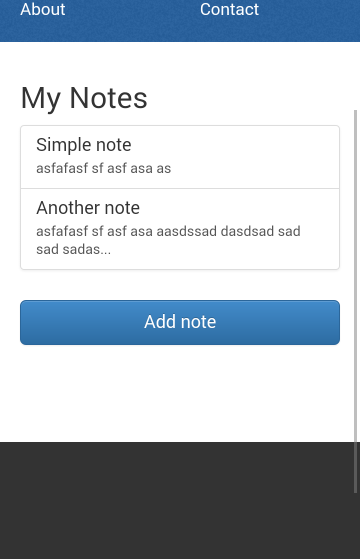 About Contact
My Notes
Simple note
asfafasf sf asf asa as
Another note
asfafasf sf asf asa aasdssad dasdsad sad
sad sadas...
Add note